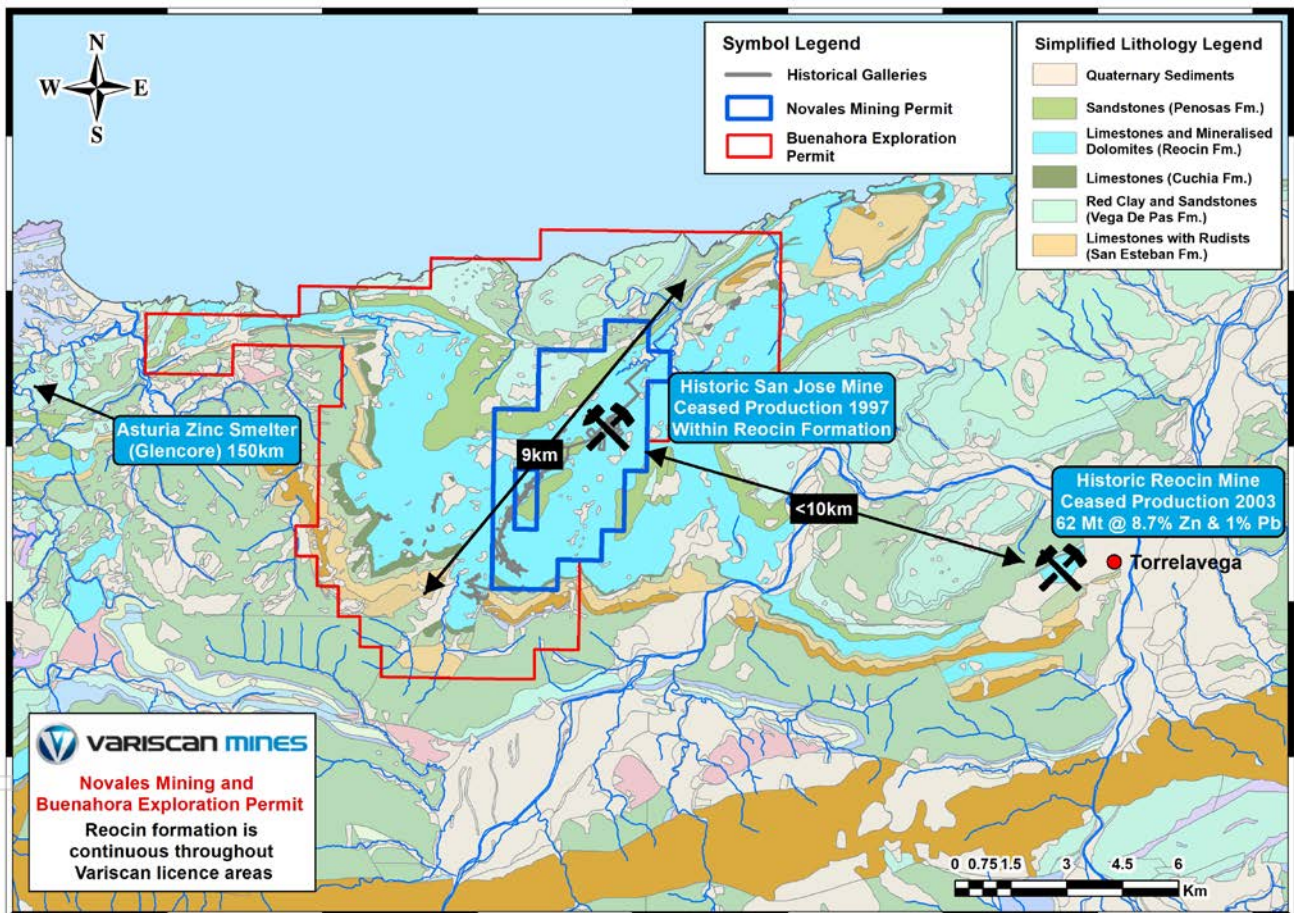 N
W
E
S
Symbol Legend
Historical Galleries
Novales Mining Permit
Buenahora Exploration
Permit
Simplified Lithology Legend
Quaternary Sediments
Sandstones (Penosas Fm.)
Limestones and Mineralised
Dolomites (Reocin Fm.)
Limestones (Cuchia Fm.)
Red Clay and Sandstones
(Vega De Pas Fm.)
Limestones with Rudists
(San Esteban Fm.)
Asturia Zinc Smelter
(Glencore) 150km
Historic San Jose Mine
Ceased Production 1997
Within Reocin Formation
9km
<10km
Historic Reocin Mine
Ceased Production 2003
62 Mt @ 8.7% Zn & 1% Pb
Torrelavega
VARISCAN MINES
Novales Mining and
Buenahora Exploration Permit
Reocin formation is
continuous throughout
Variscan licence areas
0 0.75 1.5 3 4.5 6
Km